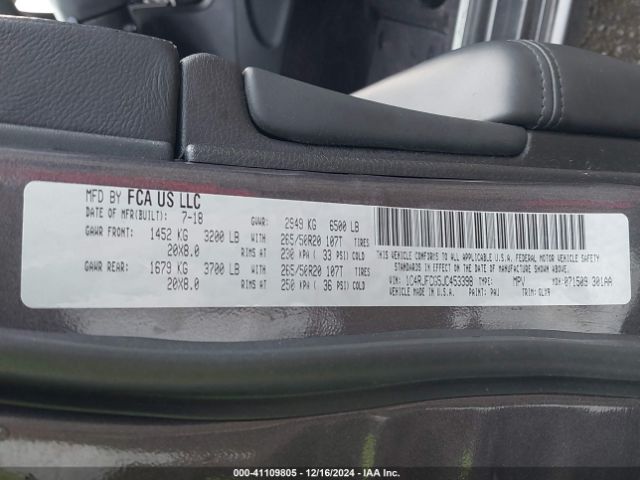 MFD BY FCA US LLC
DATE OF MFR(BUILT): 7-18 GVWR: 2949 KG 6500 LB
GAWR FRONT: 1452 KG 3200 LB WITH 265/50R20 107T TIRES
20X8.0 RIMS AT 230 KPA ( 33 PSI) COLD
GAWR REAR: 1679 KG 3700 LB WITH 265/50R20 107T TIRES
20X8.0 RIMS AT 250 KPA ( 36 PSI) COLD
THIS VEHICLE CONFORMS TO ALL APPLICABLE U.S.A. FEDERAL MOTOR VEHICLE SAFETY
STANDARDS IN EFFECT ON THE DATE OF MANUFACTURE SHOWN ABOVE.
VEHICLE MADE IN U.S.A.
VIN: 1C4RJFCG5JC453398 TYPE: MPV MDH: 071509 301AA
PAINT: PAU TRIM: GLX9
000-41109805 - 12/16/2024 - IAA Inc.